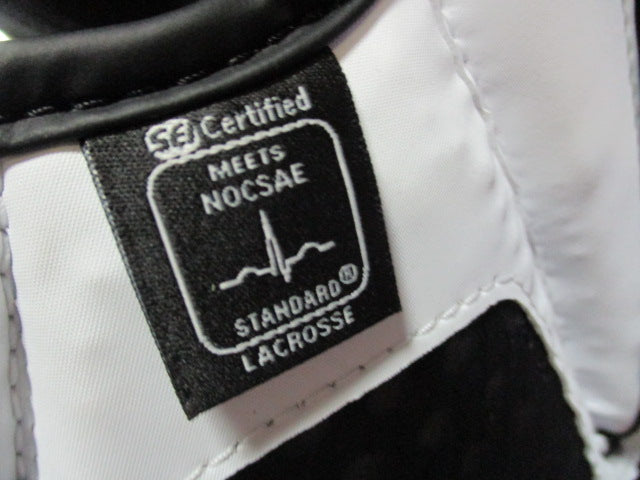 SEI Certified
MEETS
NOCSAE
STANDARD®
LACROSSE